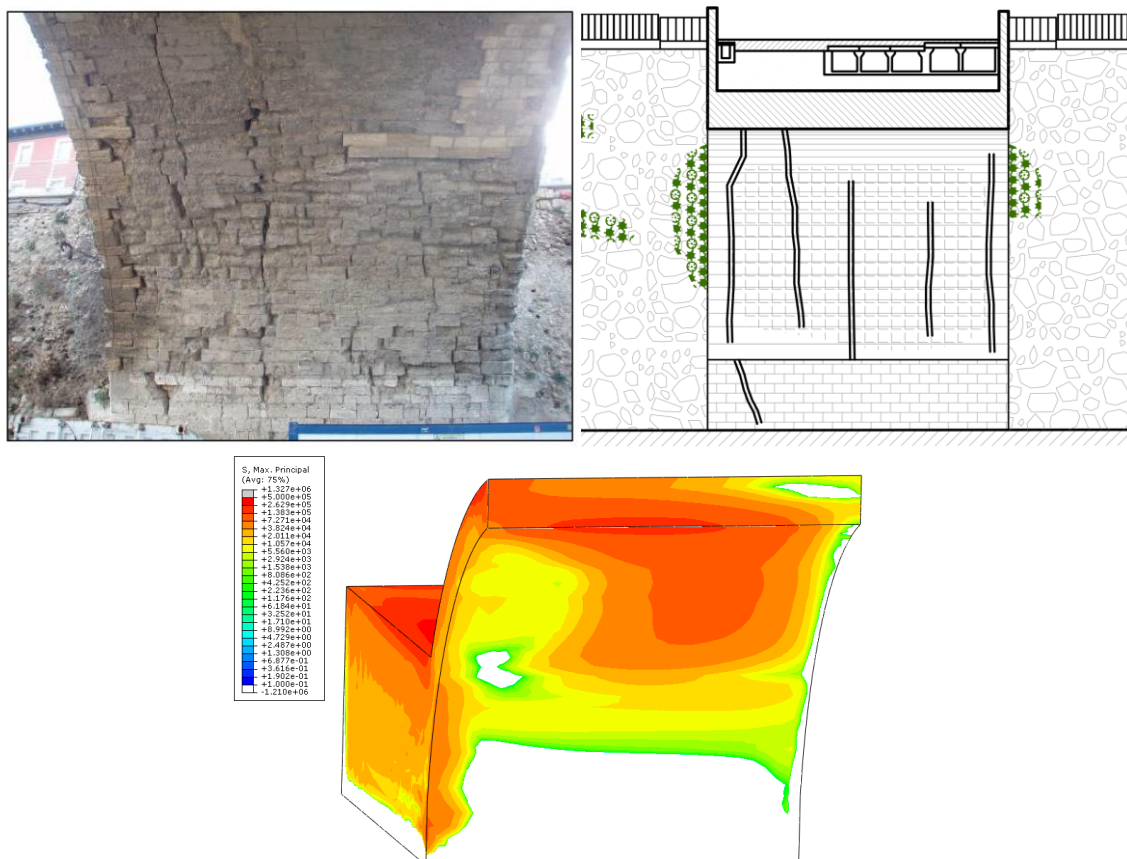 S, Max. Principal
(Avg: 75%)
+1.327e+06
+5.000e+05
+2.629e+05
+1.383e+05
+7.271e+04
+3.824e+04
+2.011e+04
+1.057e+04
+5.560e+03
+2.924e+03
+1.538e+03
+8.086e+02
+4.252e+02
+2.236e+02
+1.176e+02
+6.184e+01
+3.252e+01
+1.710e+01
+8.992e+00
+4.729e+00
+2.487e+00
+1.308e+00
+6.877e-01
+3.616e-01
+1.902e-01
+1.000e-01
-1.210e+06